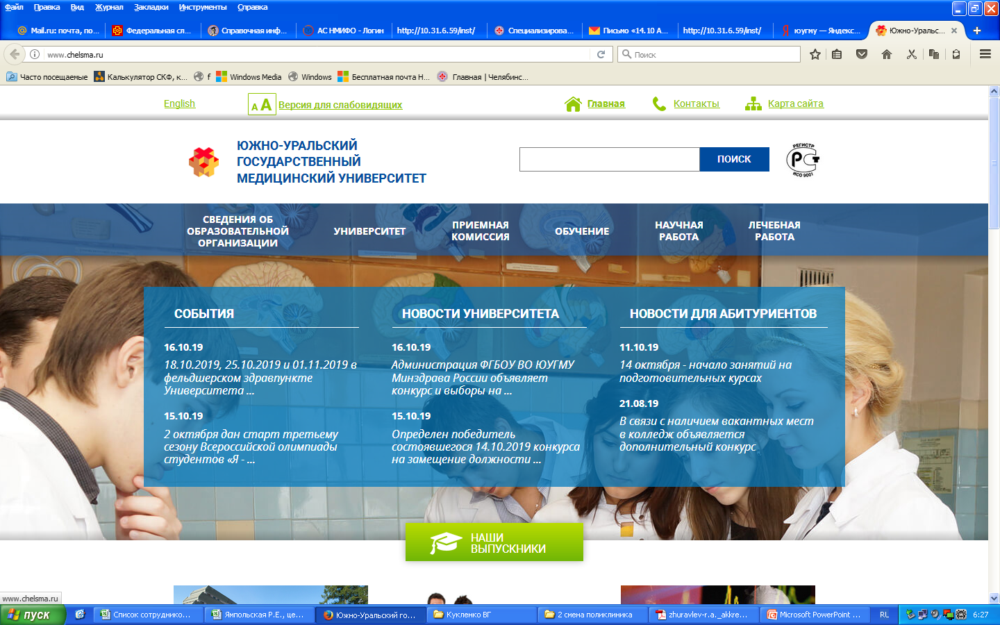 Файл Правка Вид Журнал Закладки Инструменты Справка
Mail.ru: почта, по... Федеральная сл... Справочная инф... АС НМИФО - Логин http://10.31.6.59/inst/ Специализирова... Письмо «14.10 А... http://10.31.6.59/inst/ юугму — Яндекс... Южно-Уральс...
www.chelsma.ru Поиск
Часто посещаемые Калькулятор СКФ, к... f Windows Media Windows Бесплатная почта Н... Главная | Челябинс...
English АА Версия для слабовидящих Главная Контакты Карта сайта
ЮЖНО-УРАЛЬСКИЙ
ГОСУДАРСТВЕННЫЙ
МЕДИЦИНСКИЙ УНИВЕРСИТЕТ
ПОИСК
РЕГИСТР
РСТ
ИСО 9001
СВЕДЕНИЯ ОБ
ОБРАЗОВАТЕЛЬНОЙ
ОРГАНИЗАЦИИ
УНИВЕРСИТЕТ
ПРИЕМНАЯ
КОМИССИЯ
ОБУЧЕНИЕ
НАУЧНАЯ
РАБОТА
ЛЕЧЕБНАЯ
РАБОТА
СОБЫТИЯ
16.10.19
18.10.2019, 25.10.2019 и 01.11.2019 в
фельдшерском здравпункте
Университета ...
15.10.19
2 октября дан старт третьему
сезону Всероссийской олимпиады
студентов «Я - ...
НОВОСТИ УНИВЕРСИТЕТА
16.10.19
Администрация ФГБОУ ВО ЮУГМУ
Минздрава России объявляет
конкурс и выборы на ...
15.10.19
Определен победитель
состоявшегося 14.10.2019 конкурса
на замещение должности ...
НОВОСТИ ДЛЯ АБИТУРИЕНТОВ
11.10.19
14 октября - начало занятий на
подготовительных курсах
21.08.19
В связи с наличием вакантных мест
в колледж объявляется
дополнительный конкурс
НАШИ
ВЫПУСКНИКИ
www.chelsma.ru
пуск Список сотруднико... Ямпольская Р.Е., це... Южно-Уральский го... Кукленко ВГ 2 смена поликлиника zhuravlev-r.a._akkre... Microsoft PowerPoint ... RU 6:27